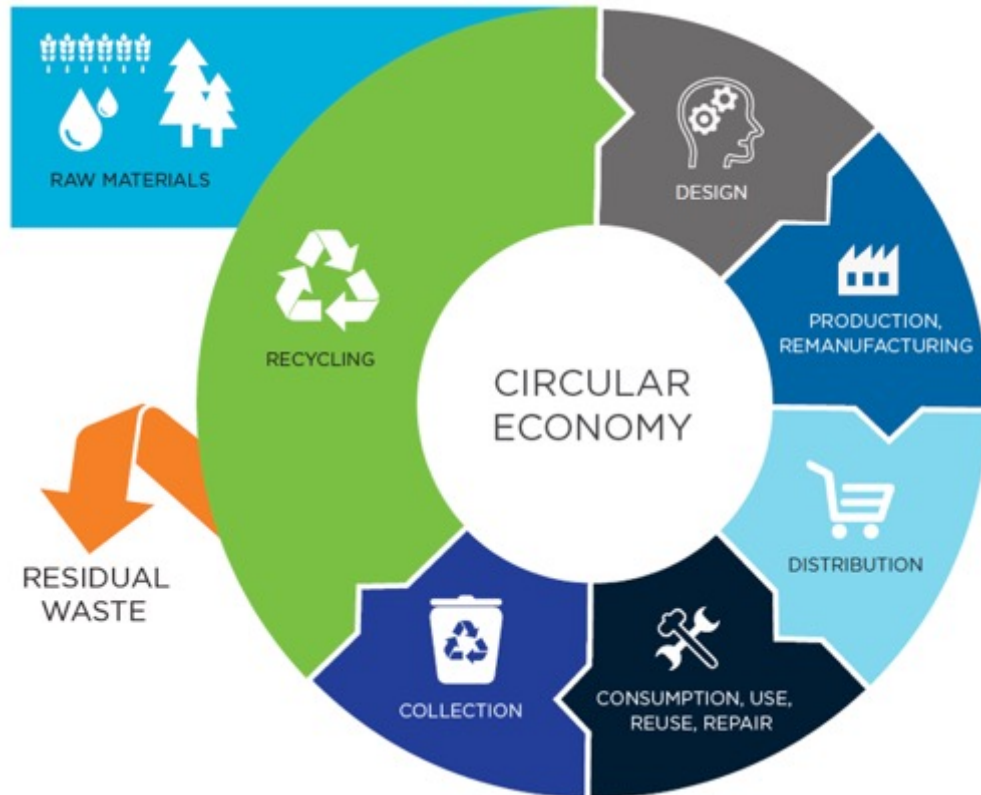 RAW MATERIALS
DESIGN
PRODUCTION,
REMANUFACTURING
RECYCLING
CIRCULAR
ECONOMY
DISTRIBUTION
RESIDUAL
WASTE
COLLECTION
CONSUMPTION, USE,
REUSE, REPAIR